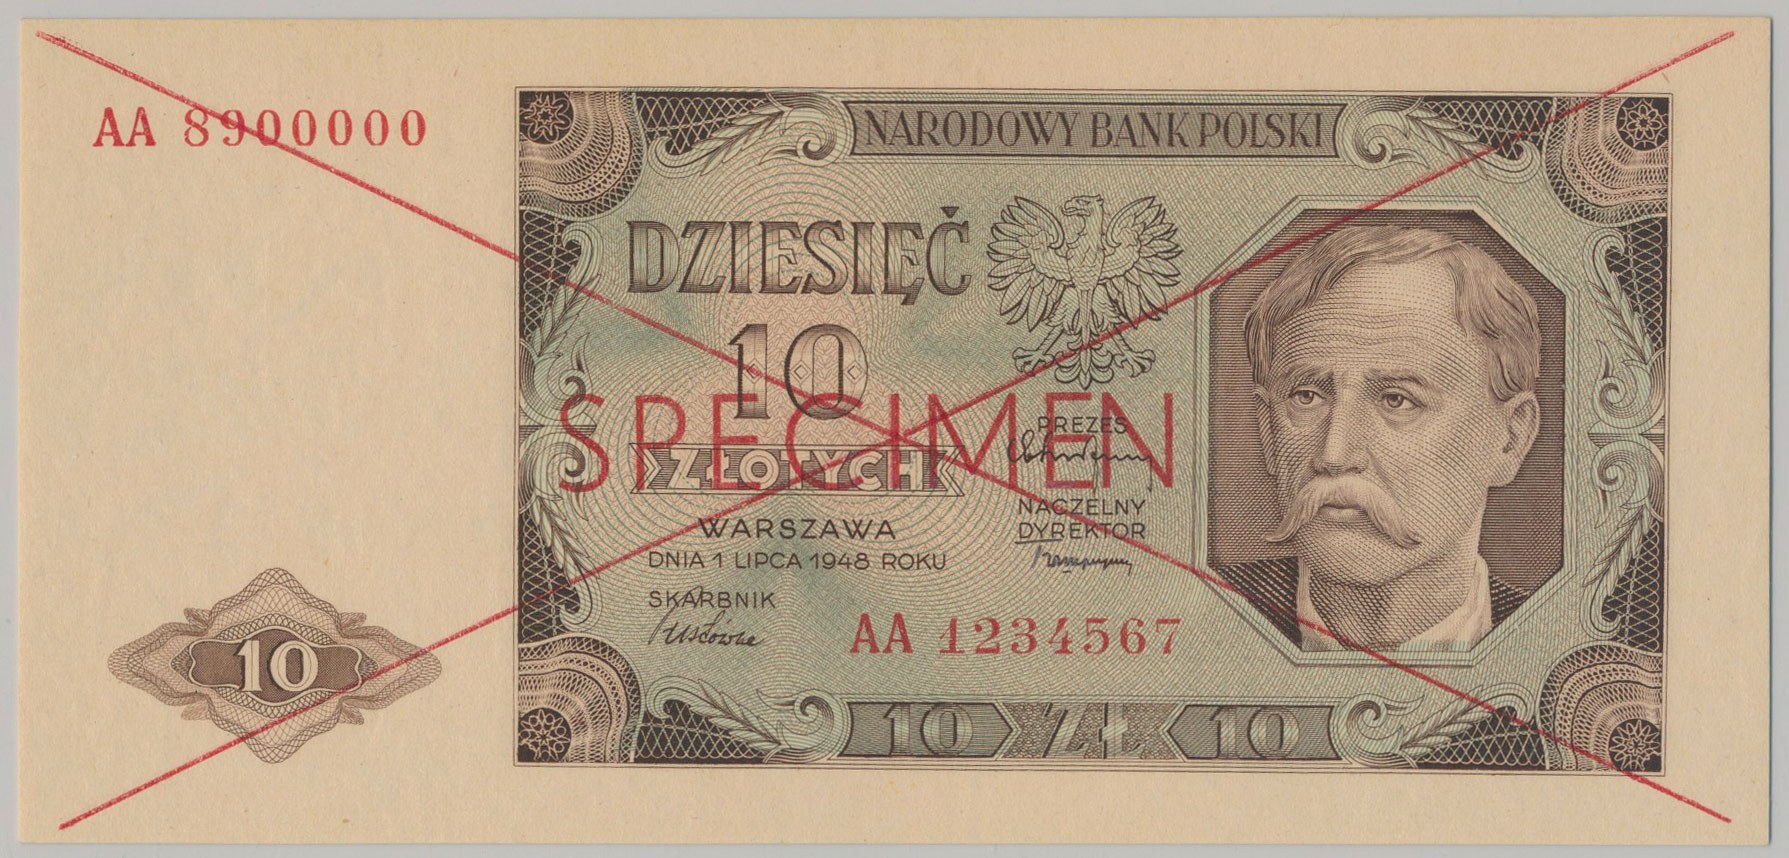 AA 8900000
NARODOWY BANK POLSKI
DZIESIĘĆ
10
SPECIMEN
ZŁOTYCH
PREZES
NACZELNY
DYREKTOR
WARSZAWA
DNIA 1 LIPCA 1948 ROKU
SKARBNIK
AA 1234567
10
10 ZŁ 10